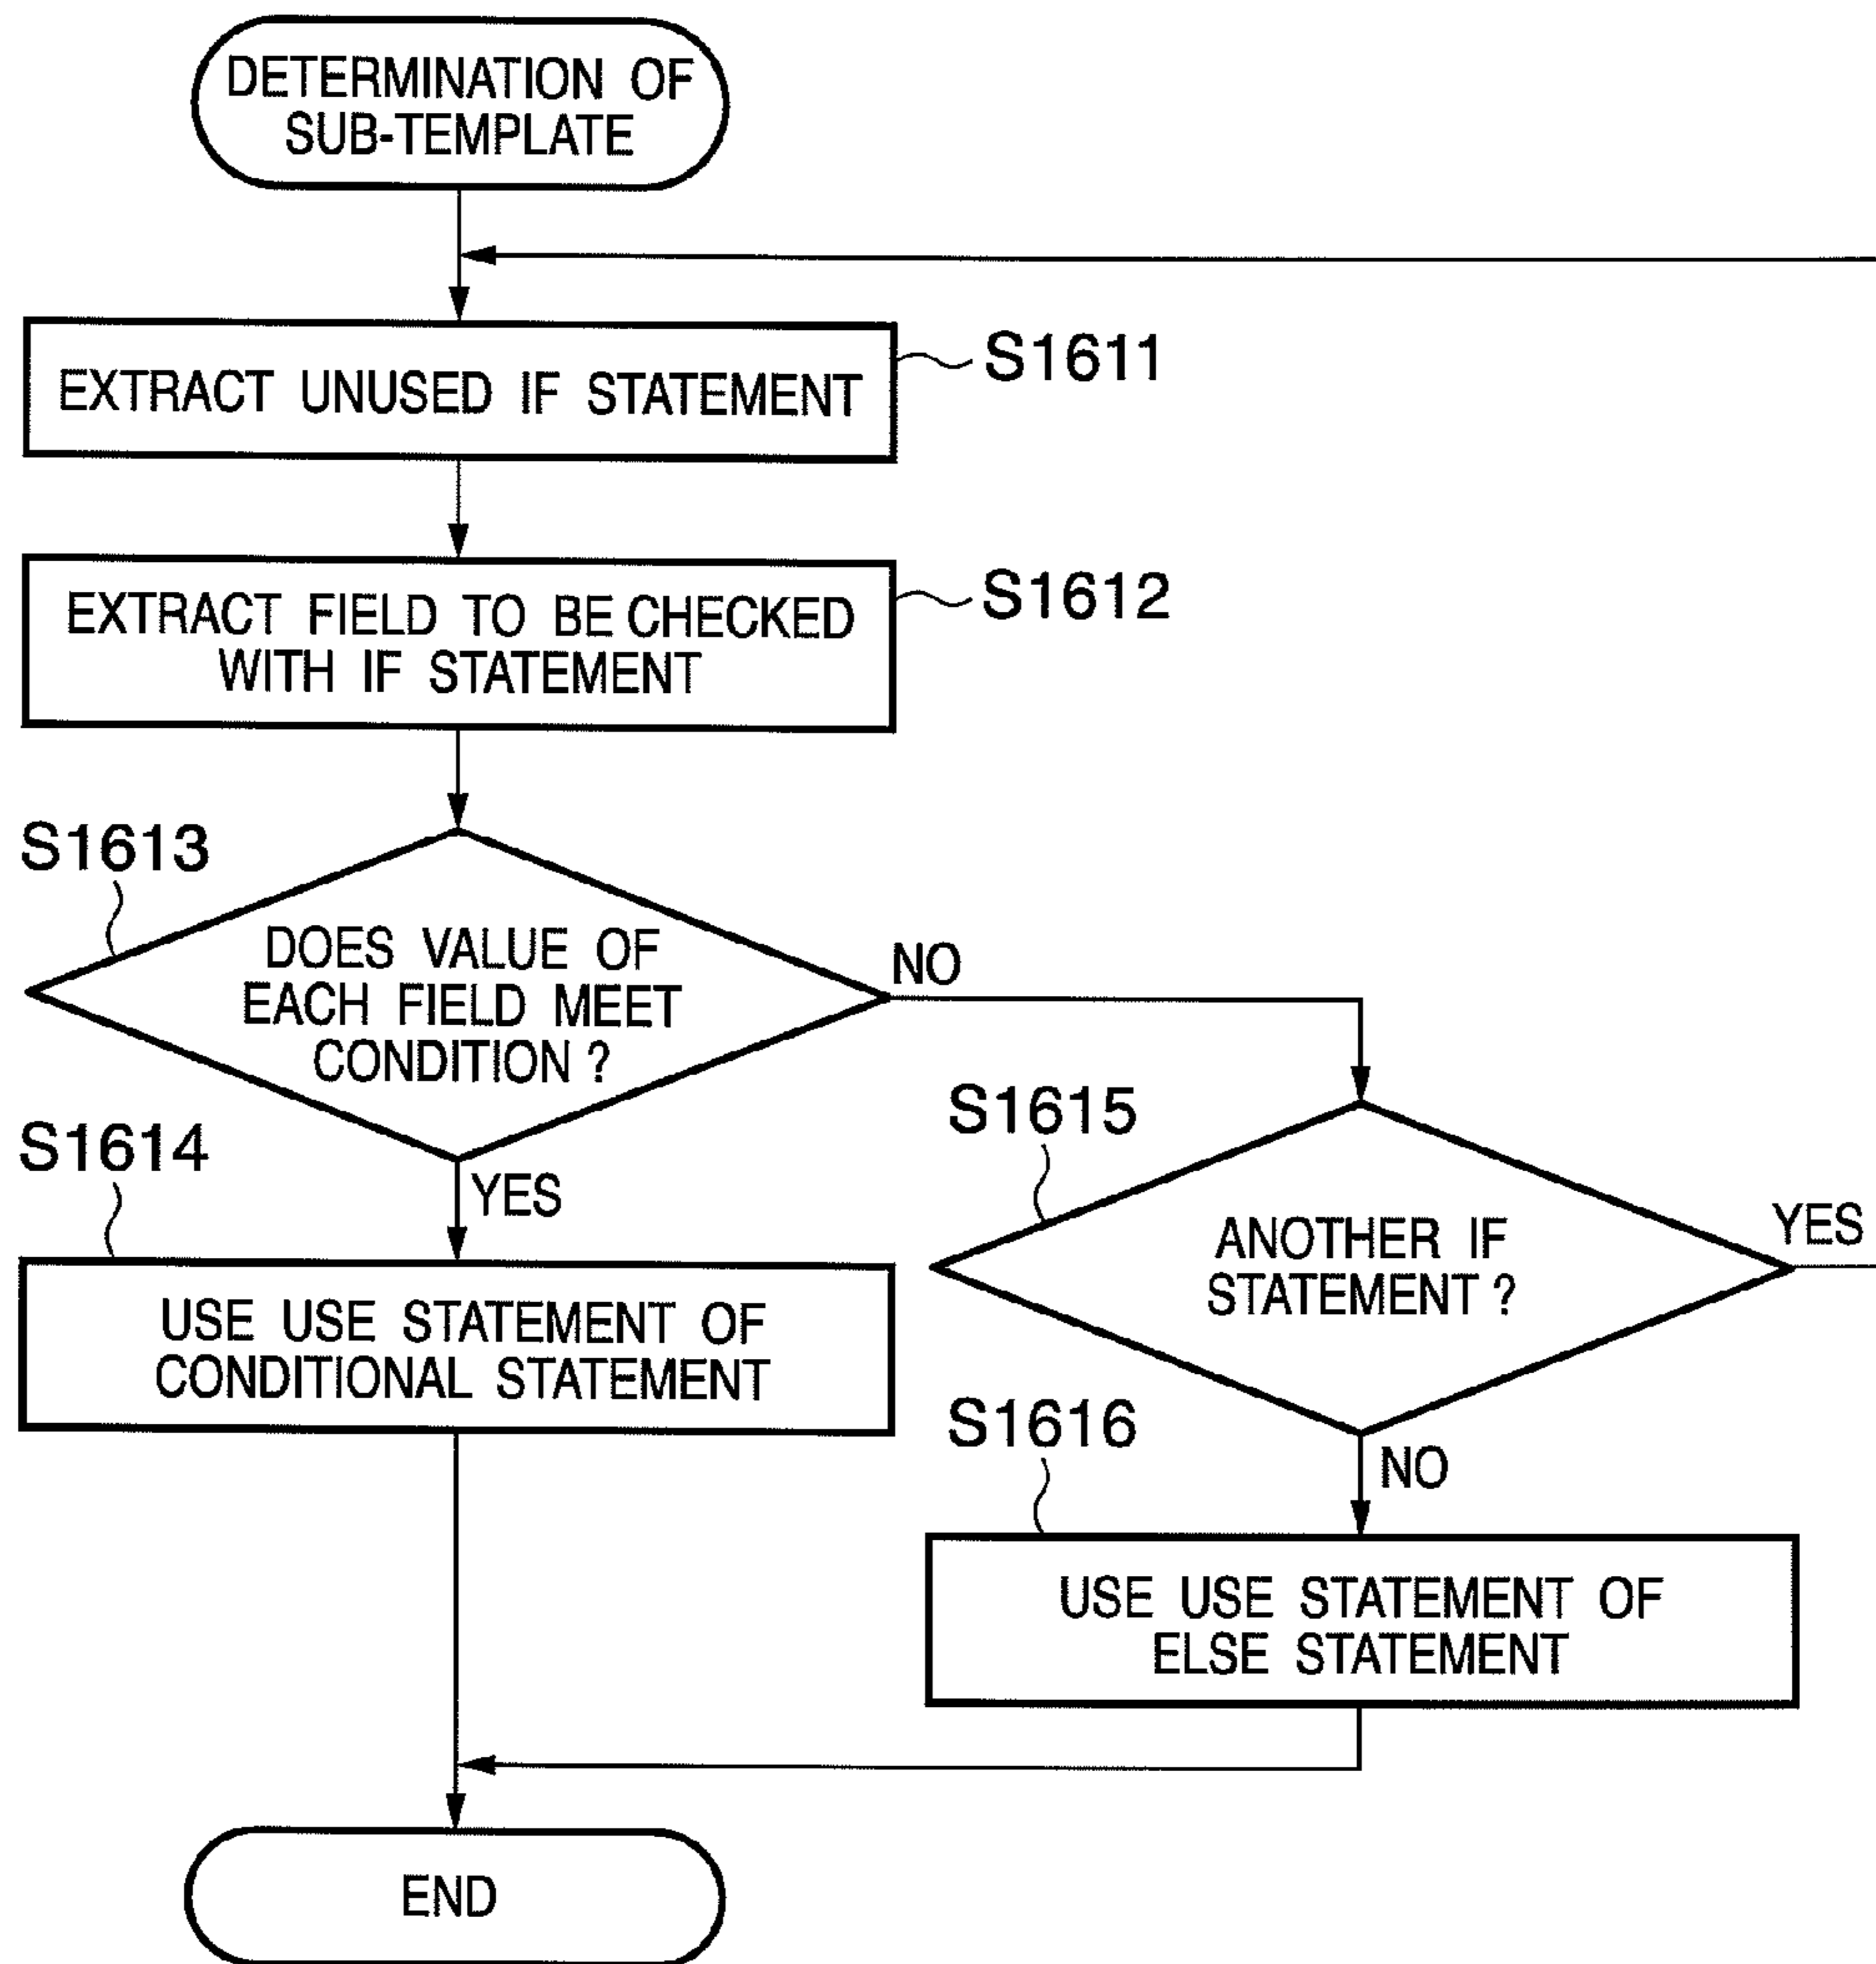 DETERMINATION OF
SUB-TEMPLATE
EXTRACT UNUSED IF STATEMENT
S1611
EXTRACT FIELD TO BE CHECKED
WITH IF STATEMENT
S1612
S1613
DOES VALUE OF
EACH FIELD MEET
CONDITION ?
NO
YES
S1614
USE USE STATEMENT OF
CONDITIONAL STATEMENT
S1615
ANOTHER IF
STATEMENT ?
YES
NO
S1616
USE USE STATEMENT OF
ELSE STATEMENT
END